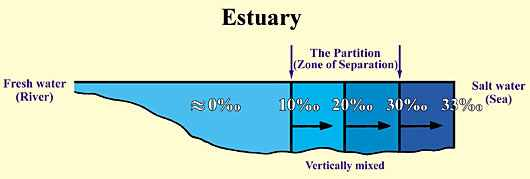 Estuary
The Partition
(Zone of Separation)
Fresh water
(River)
Salt water
(Sea)
≈0‰ 10‰ 20‰ 30‰ 33‰
Vertically mixed